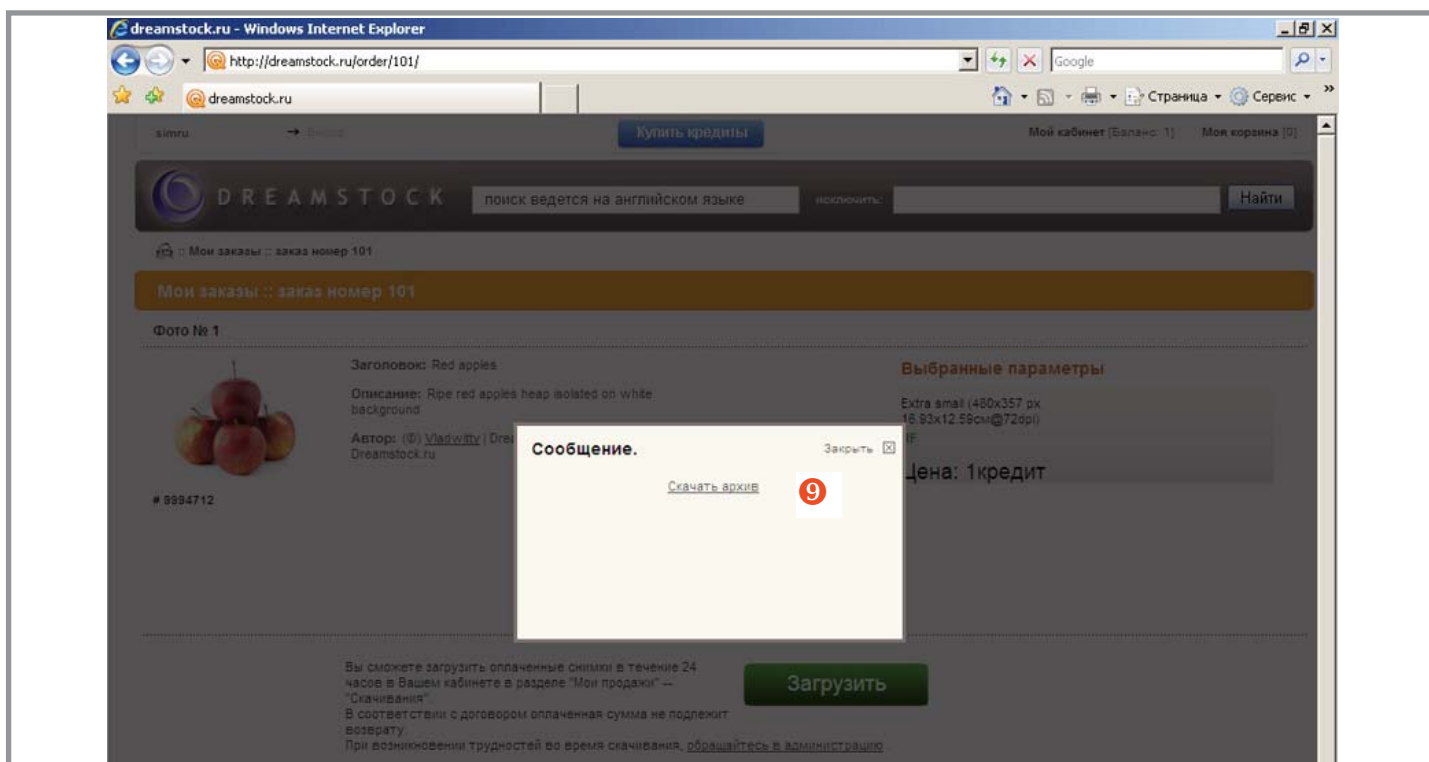 dreamstock.ru - Windows Internet Explorer
http://dreamstock.ru/order/101/
Google
dreamstock.ru
Страница
Сервис
simru
Купить кредиты
Мой кабинет [Баланс: 1]
Моя корзина [0]
DREAMSTOCK
поиск ведется на английском языке
исключить:
Найти
:: Мои заказы :: заказ номер 101
Мои заказы :: заказ номер 101
Фото № 1
Заголовок: Red apples
Описание: Ripe red apples heap isolated on white
background
Автор: (©) Vladwitty | Drea
Dreamstock.ru
# 9994712
Выбранные параметры
Extra small (480x357 px
16.93x12.59см@72dpi)
Цена: 1кредит
Сообщение.
Закрыть
Скачать архив
9
Вы сможете загрузить оплаченные снимки в течение 24
часов в Вашем кабинете в разделе "Мои продажи" --
"Скачивания".
В соответствии с договором оплаченная сумма не подлежит
возврату.
При возникновении трудностей во время скачивания, обращайтесь в администрацию
Загрузить